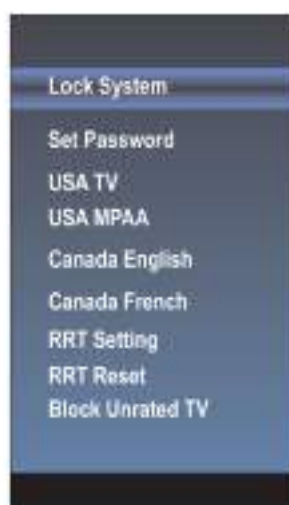 Lock System
Set Password
USA TV
USA MPAA
Canada English
Canada French
RRT Setting
RRT Reset
Block Unrated TV